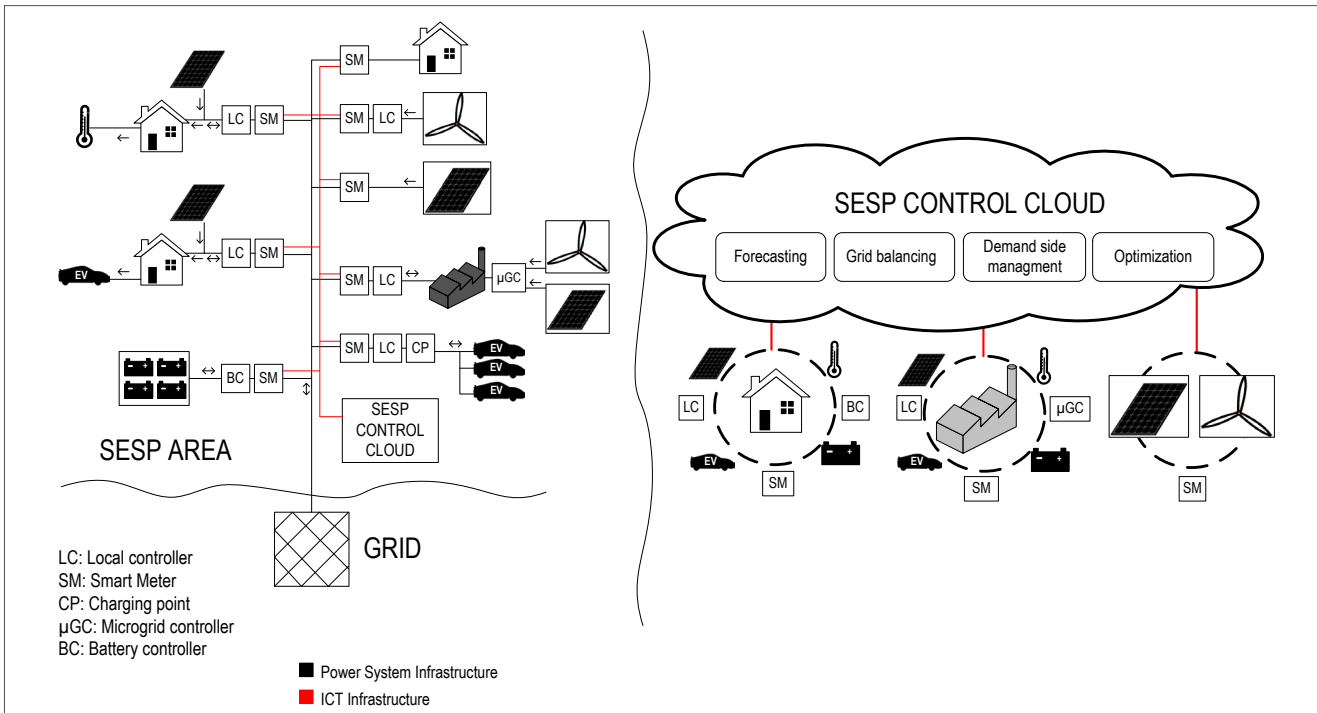 SM
LC
SM
SM
LC
SM
LC
SM
EV
SM
LC
µGC
SM
LC
CP
EV
EV
EV
BC
SM
SESP
CONTROL
CLOUD
SESP AREA
GRID
LC: Local controller
SM: Smart Meter
CP: Charging point
µGC: Microgrid controller
BC: Battery controller
Power System Infrastructure
ICT Infrastructure
SESP CONTROL CLOUD
Forecasting
Grid balancing
Demand side
managment
Optimization
LC
BC
EV
- +
SM
LC
µGC
EV
- +
SM
SM
- +
- +
- +
- +